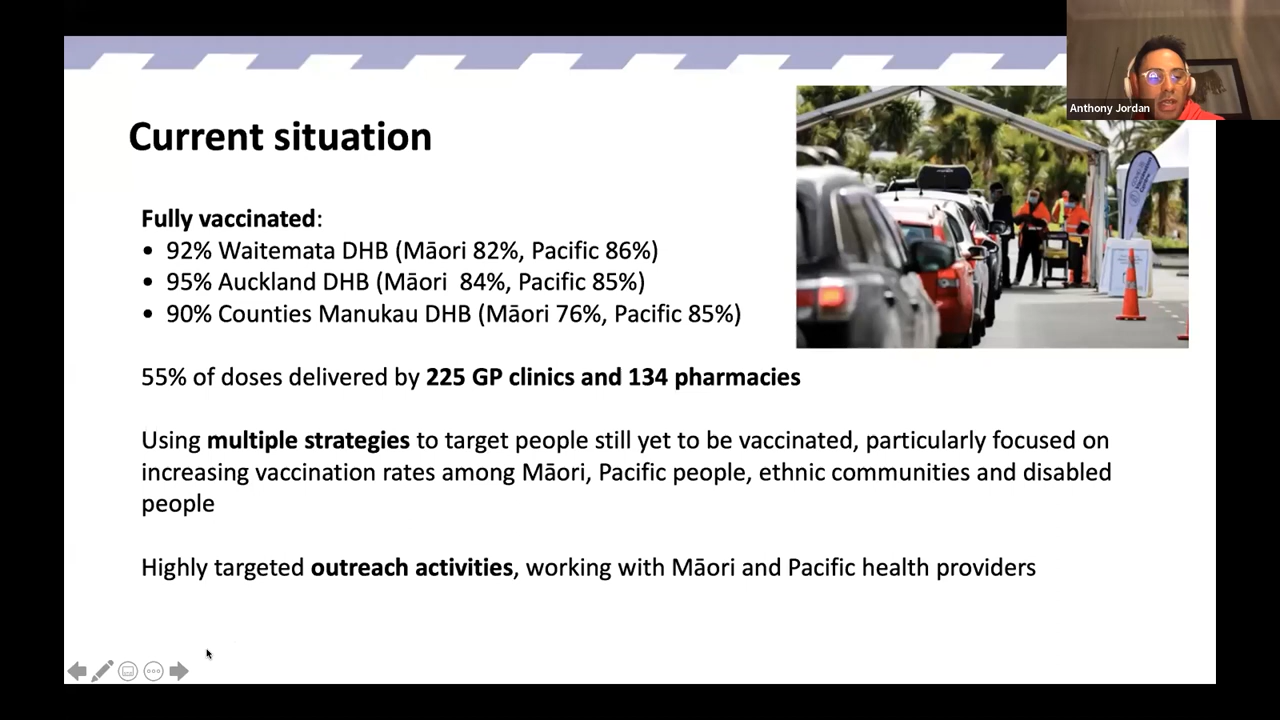 Anthony Jordan
Current situation
Fully vaccinated:
• 92% Waitemata DHB (Māori 82%, Pacific 86%)
• 95% Auckland DHB (Māori  84%, Pacific 85%)
• 90% Counties Manukau DHB (Māori 76%, Pacific 85%)
55% of doses delivered by 225 GP clinics and 134 pharmacies
Using multiple strategies to target people still yet to be vaccinated, particularly focused on
increasing vaccination rates among Māori, Pacific people, ethnic communities and disabled
people
Highly targeted outreach activities, working with Māori and Pacific health providers